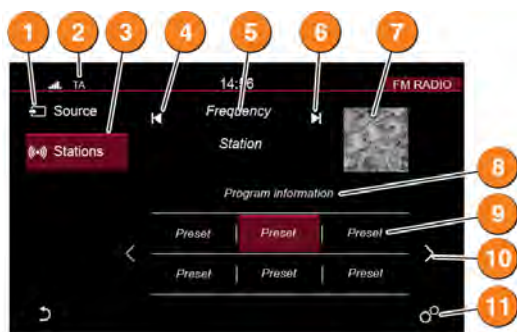 1 2 3 4 5 6 7
TA 14:56 FM RADIO
Source Frequency
Stations Station
8
Program information
9
Preset Preset Preset
10
Preset Preset Preset
11